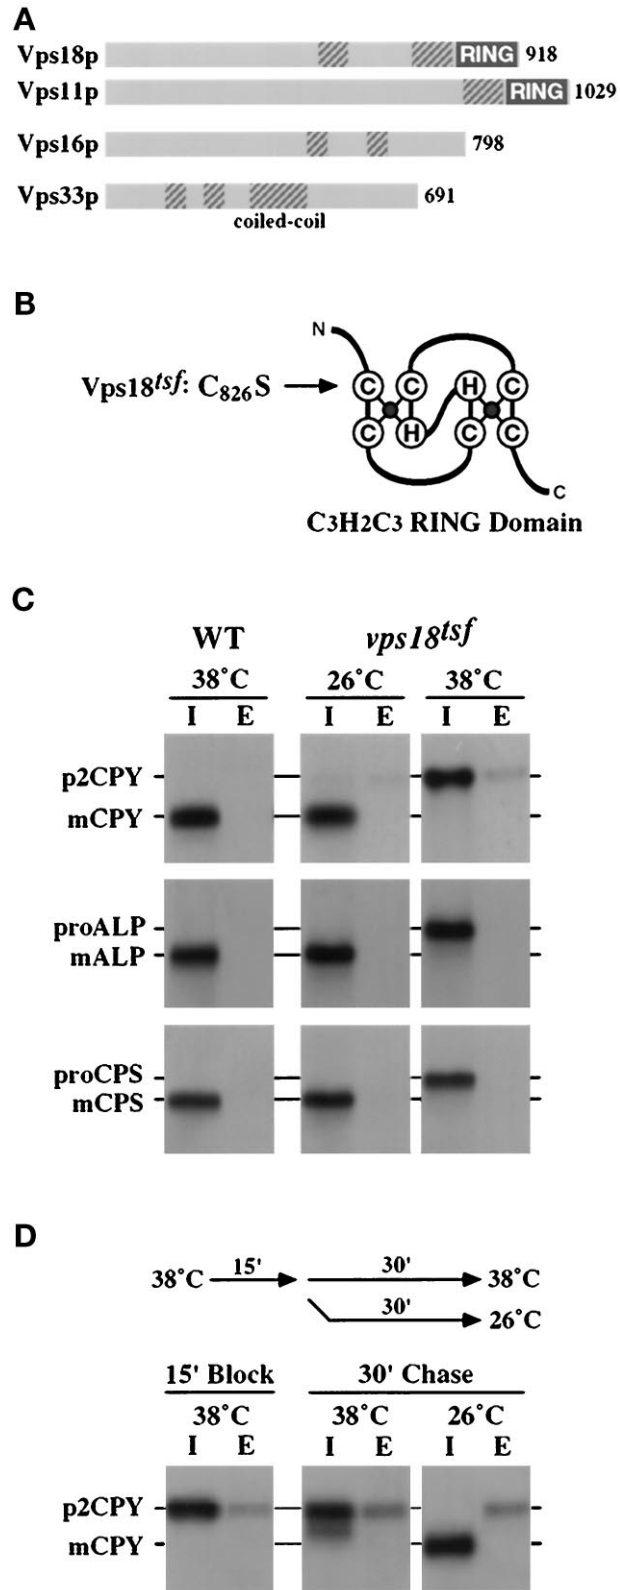 A
Vps18p RING 918
Vps11p RING 1029
Vps16p 798
Vps33p 691
coiled-coil
B
N
Vps18tsf: C826S
C C H C
C H C C
C
C3H2C3 RING Domain
C
WT vps18tsf
38°C 26°C 38°C
I E I E I E
p2CPY
mCPY
proALP
mALP
proCPS
mCPS
D
38°C 15' 30' 38°C
30' 26°C
15' Block 30' Chase
38°C 38°C 26°C
I E I E I E
p2CPY
mCPY